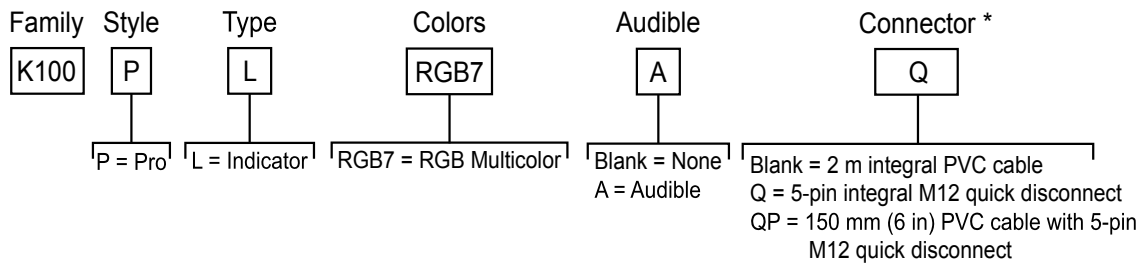 Family Style Type Colors Audible Connector *
K100 P L RGB7 A Q
P = Pro L = Indicator RGB7 = RGB Multicolor Blank = None Blank = 2 m integral PVC cable
A = Audible Q = 5-pin integral M12 quick disconnect
QP = 150 mm (6 in) PVC cable with 5-pin
M12 quick disconnect